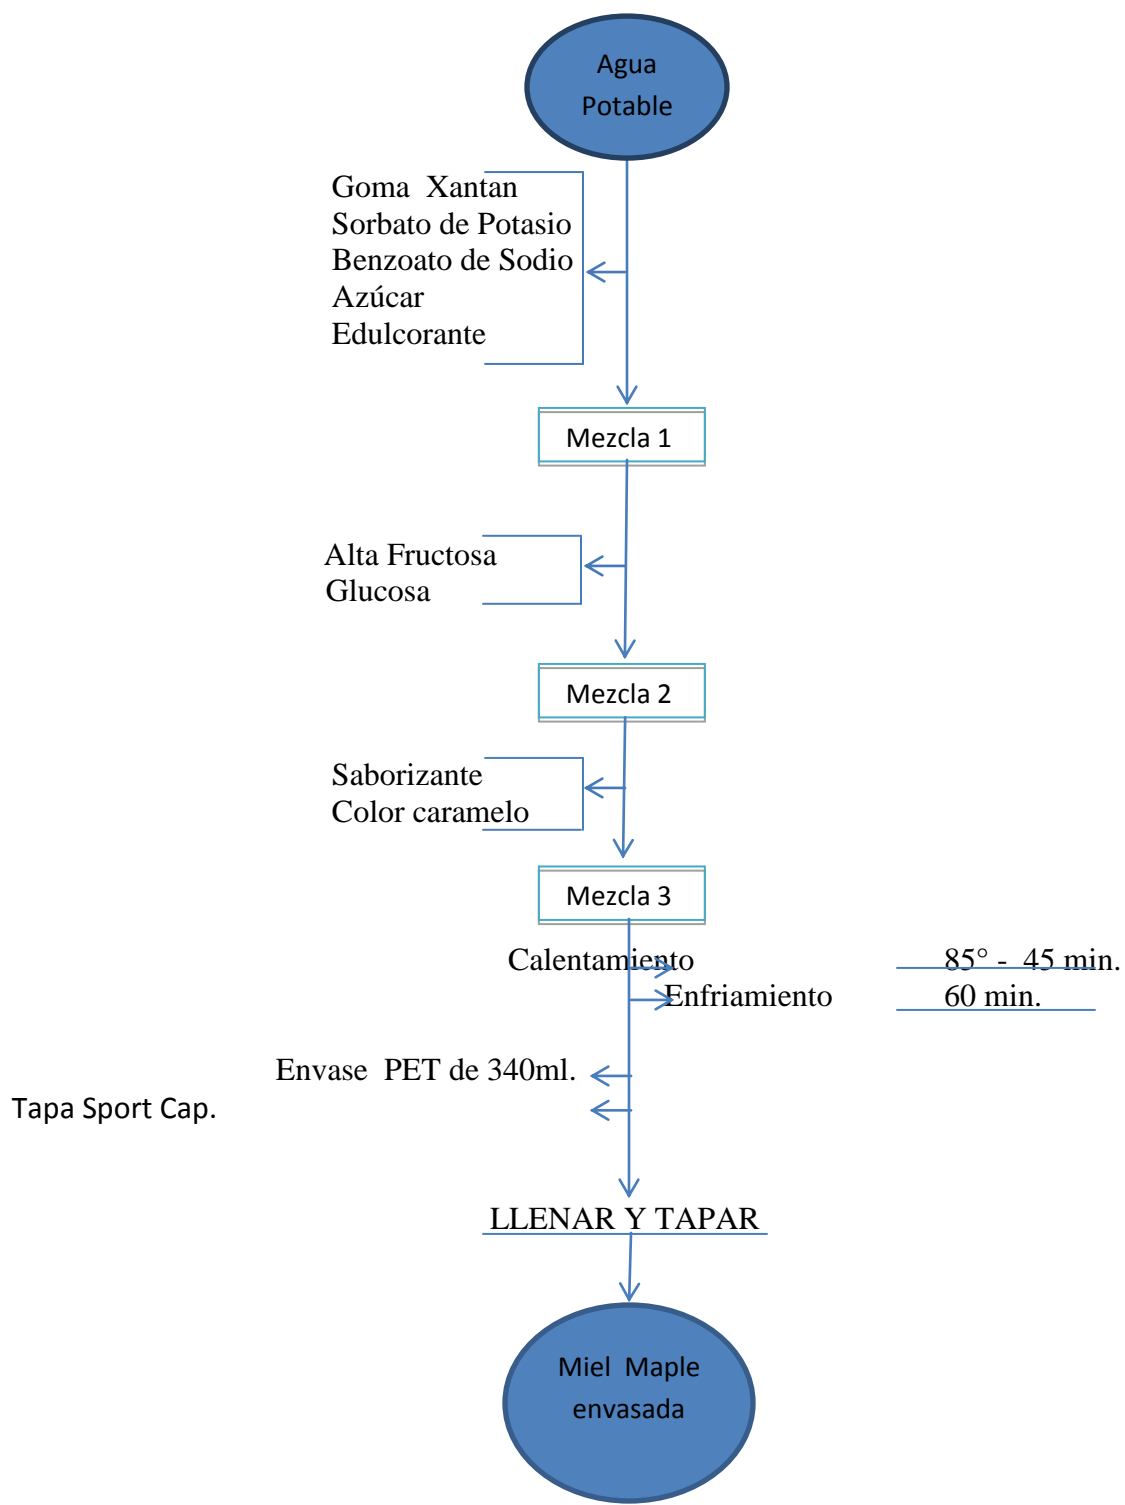 Agua
Potable
Goma Xantan
Sorbato de Potasio
Benzoato de Sodio
Azúcar
Edulcorante
Mezcla 1
Alta Fructosa
Glucosa
Mezcla 2
Saborizante
Color caramelo
Mezcla 3
Calentamiento 85° - 45 min.
Enfriamiento 60 min.
Envase PET de 340ml.
Tapa Sport Cap.
LLENAR Y TAPAR
Miel Maple
envasada